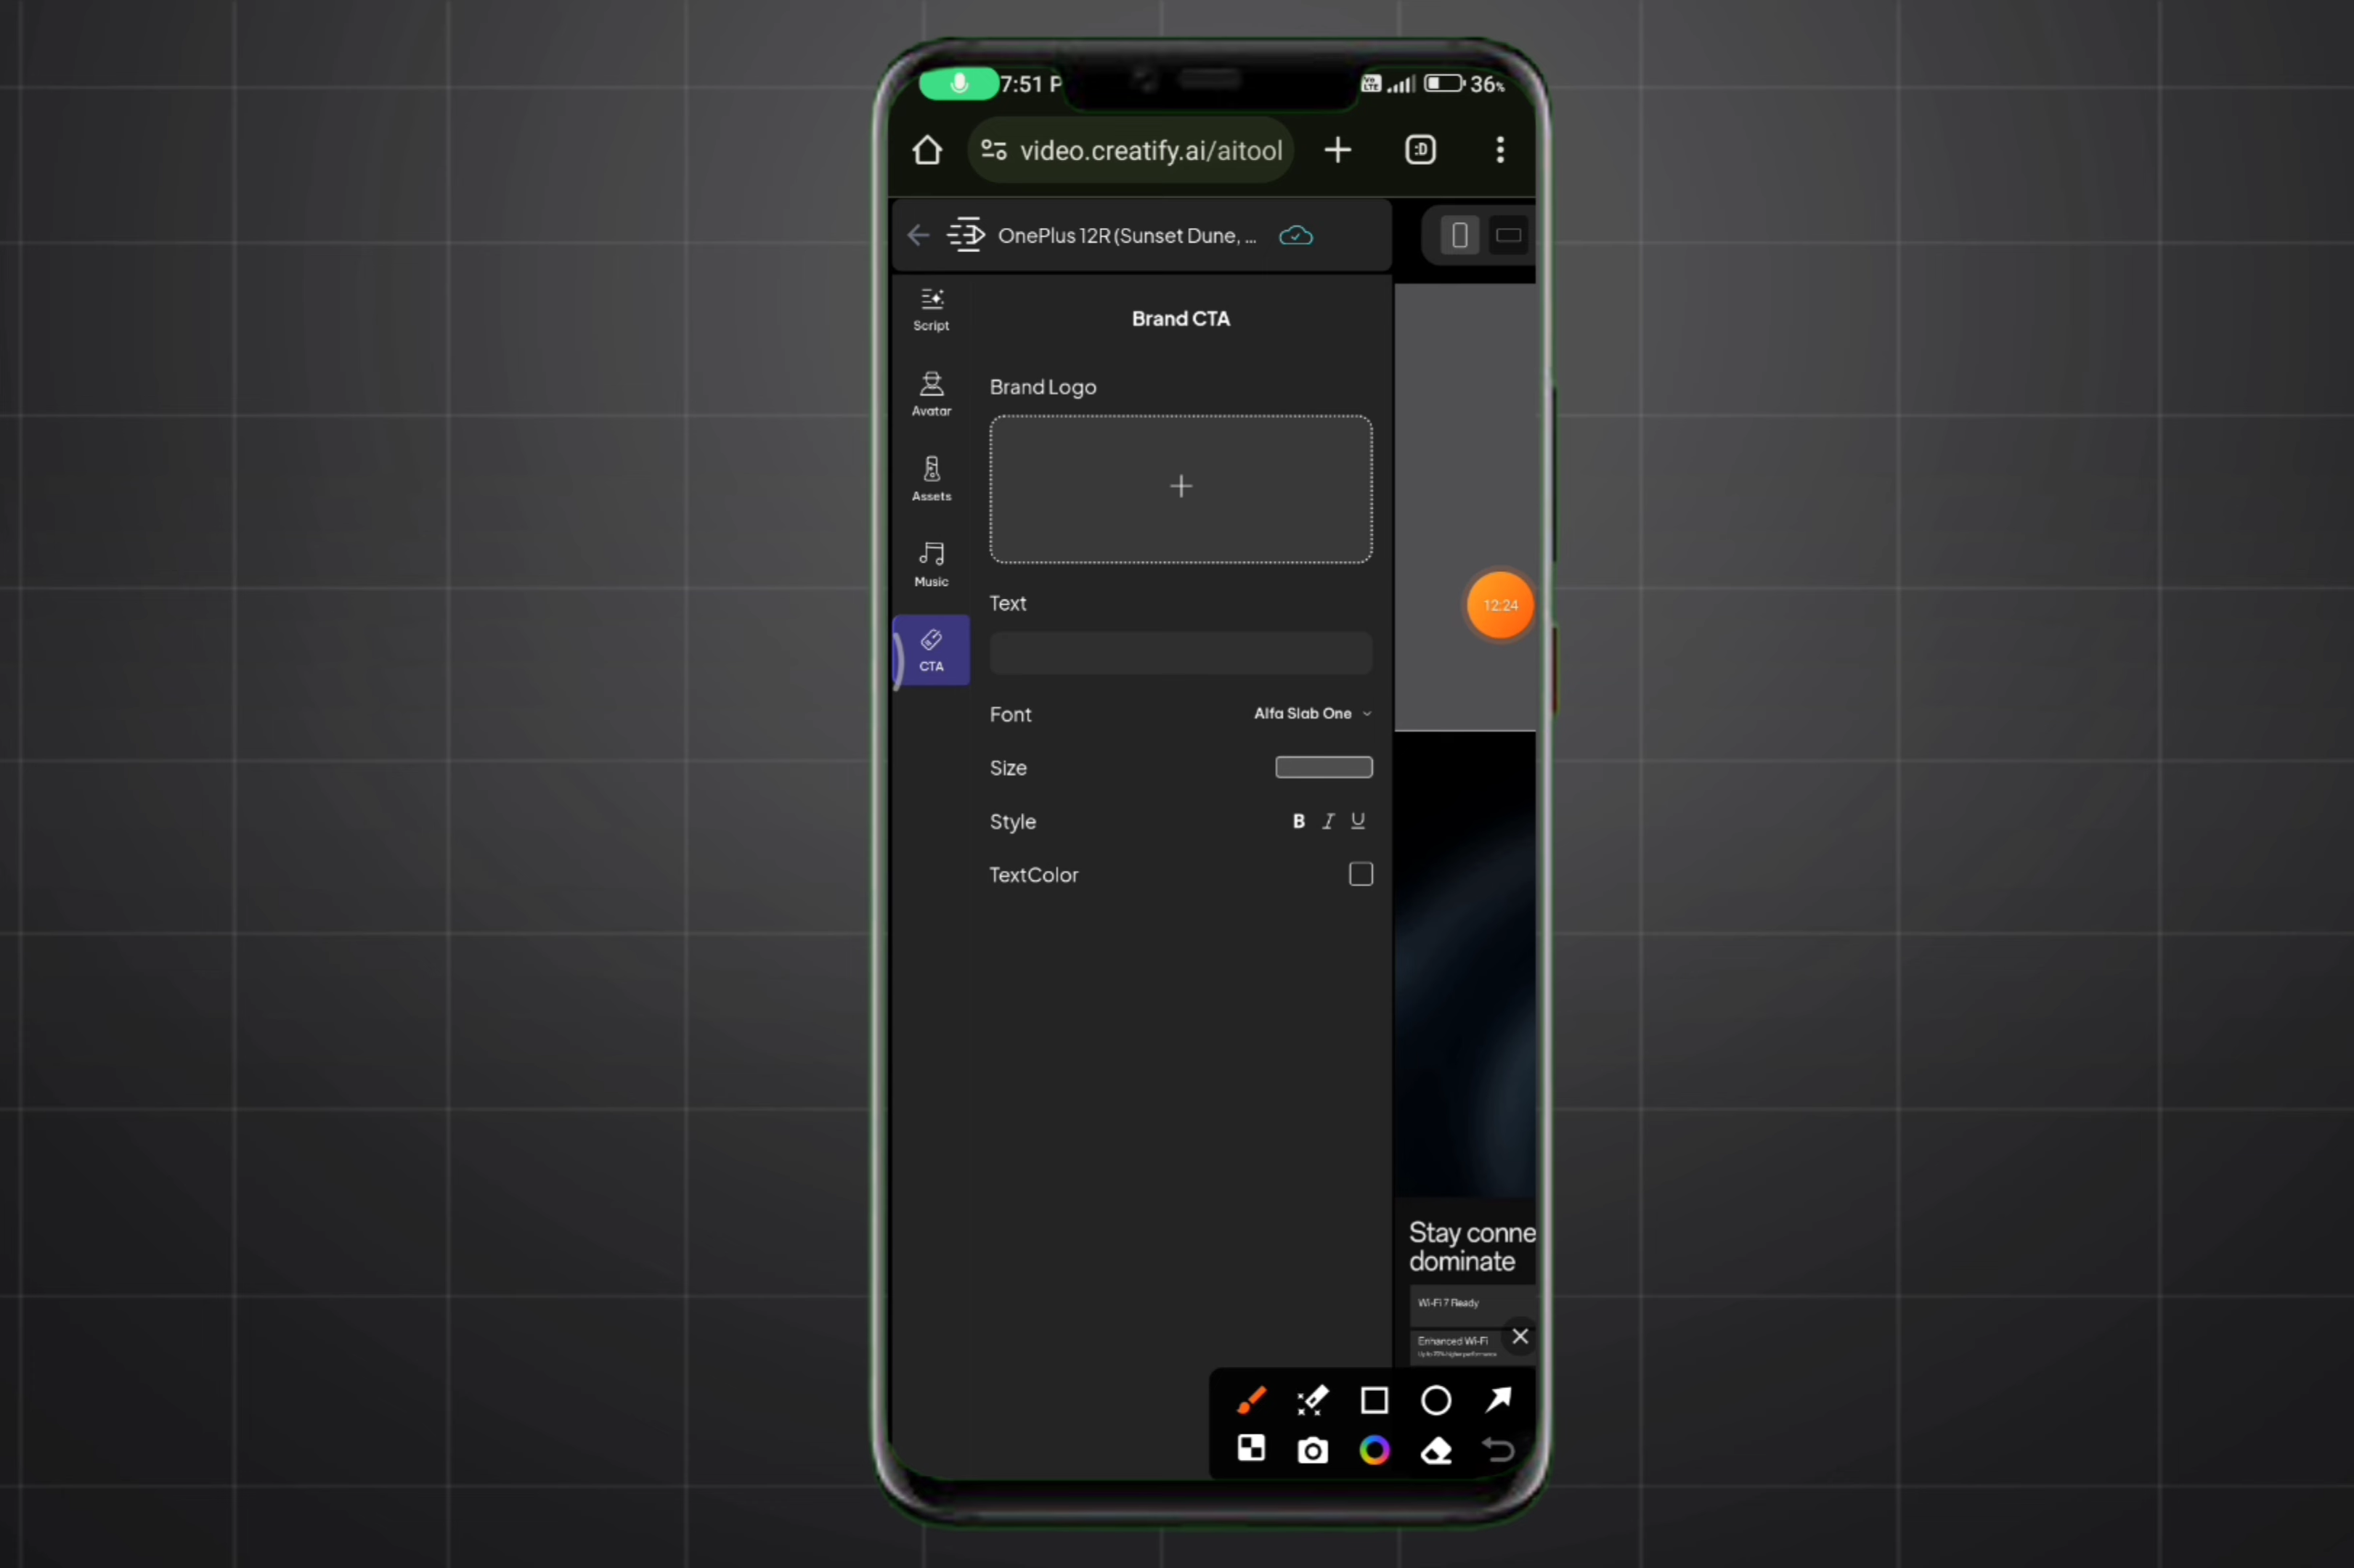 7:51 P
36%
video.creatify.ai/aitool
:D
OnePlus 12R (Sunset Dune, ...
Script
Brand CTA
Brand Logo
Avatar
Assets
Music
Text
12:24
CTA
Font
Alfa Slab One
Size
Style
B I U
TextColor
Stay conne
dominate
Wi-Fi 7 Ready
Enhanced Wi-Fi